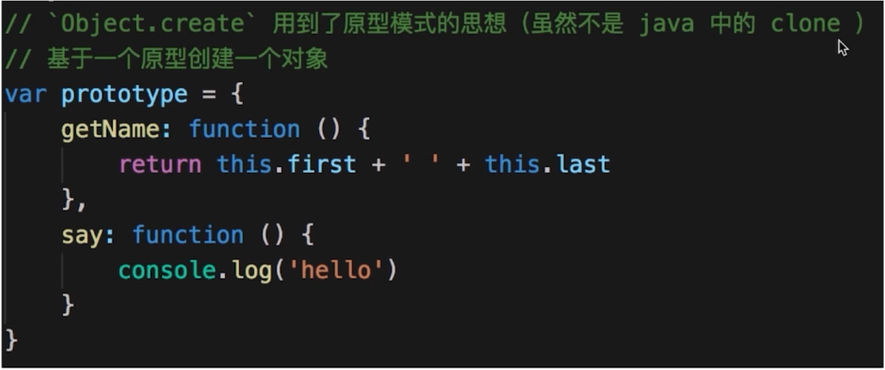 // `Object.create` 用到了原型模式的思想（虽然不是 java 中的 clone ）
// 基于一个原型创建一个对象
var prototype = {
    getName: function () {
        return this.first + ' ' + this.last
    },
    say: function () {
        console.log('hello')
    }
}